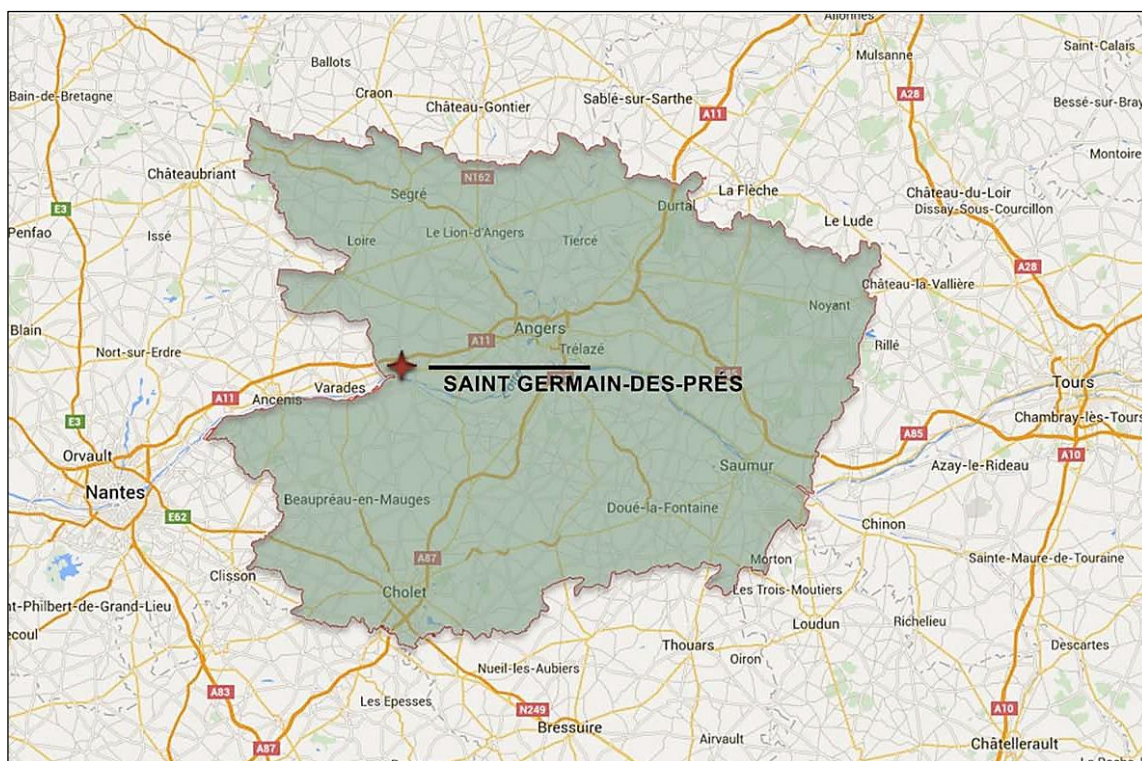 Allonnes
Mulsanne
Saint-Calais
Ballots
Bain-de-Bretagne
Craon
Château-Gontier
Sablé-sur-Sarthe
A11
A28
Bessé-sur-Bray
Montoire
Châteaubriant
Segré
N162
La Flèche
Château-du-Loir
Dissay-Sous-Courcillon
E3
Durtal
Le Lude
Penfao
Issé
Loire
Le Lion-d'Angers
Tiercé
A28
Château-la-Vallière
Noyant
Blain
Nort-sur-Erdre
Angers
A11
Trélazé
Rillé
SAINT GERMAIN-DES-PRÉS
Varades
Ancenis
A11
Tours
Chambray-lès-Tours
E3
A85
A10
Orvault
Nantes
Saumur
Azay-le-Rideau
Beaupréau-en-Mauges
Doué-la-Fontaine
E62
Chinon
A87
Morton
Sainte-Maure-de-Touraine
Clisson
Cholet
Les Trois-Moutiers
nt-Philbert-de-Grand-Lieu
Loudun
Richelieu
ecoul
Thouars
Oiron
Descartes
Nueil-les-Aubiers
A83
Les Epesses
N249
A10
Bressuire
Airvault
A87
Châtellerault